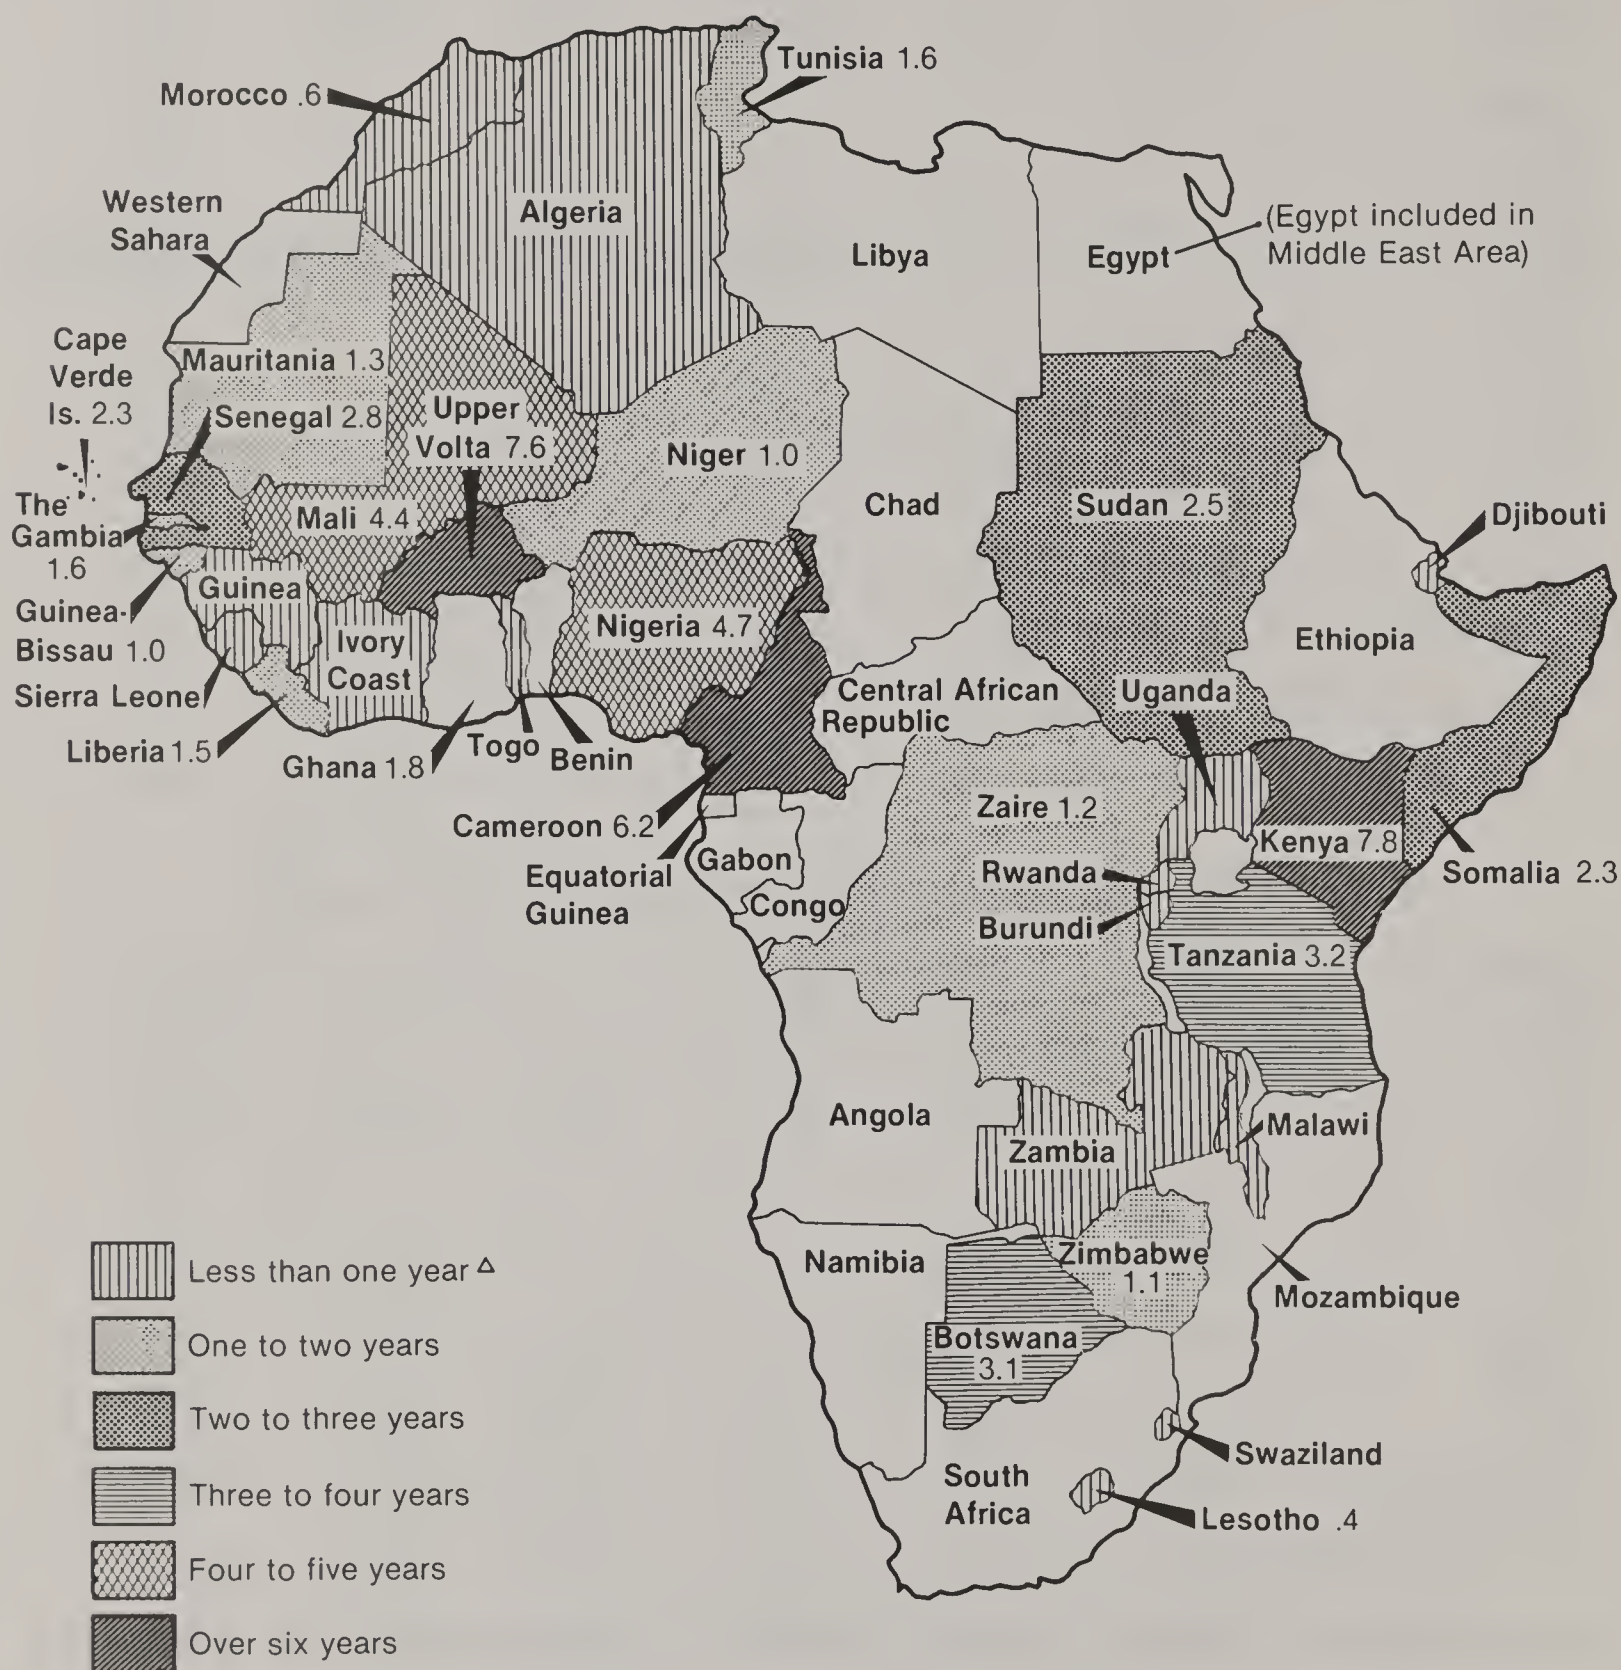 Tunisia 1.6
Morocco .6
Algeria
Western
Sahara
Libya
Egypt
(Egypt included in
Middle East Area)
Cape
Verde
Is. 2.3
Mauritania 1.3
Senegal 2.8
Upper
Volta 7.6
Niger 1.0
Chad
Sudan 2.5
Djibouti
The
Gambia
1.6
Mali 4.4
Guinea
Guinea-
Bissau 1.0
Ivory
Coast
Nigeria 4.7
Ethiopia
Sierra Leone
Liberia 1.5
Ghana 1.8
Togo
Benin
Central African
Republic
Uganda
Cameroon 6.2
Zaire 1.2
Kenya 7.8
Somalia 2.3
Equatorial
Guinea
Gabon
Congo
Rwanda
Burundi
Tanzania 3.2
Angola
Zambia
Malawi
Namibia
Zimbabwe
1.1
Mozambique
Botswana
3.1
Swaziland
South
Africa
Lesotho .4
Less than one year Δ
One to two years
Two to three years
Three to four years
Four to five years
Over six years